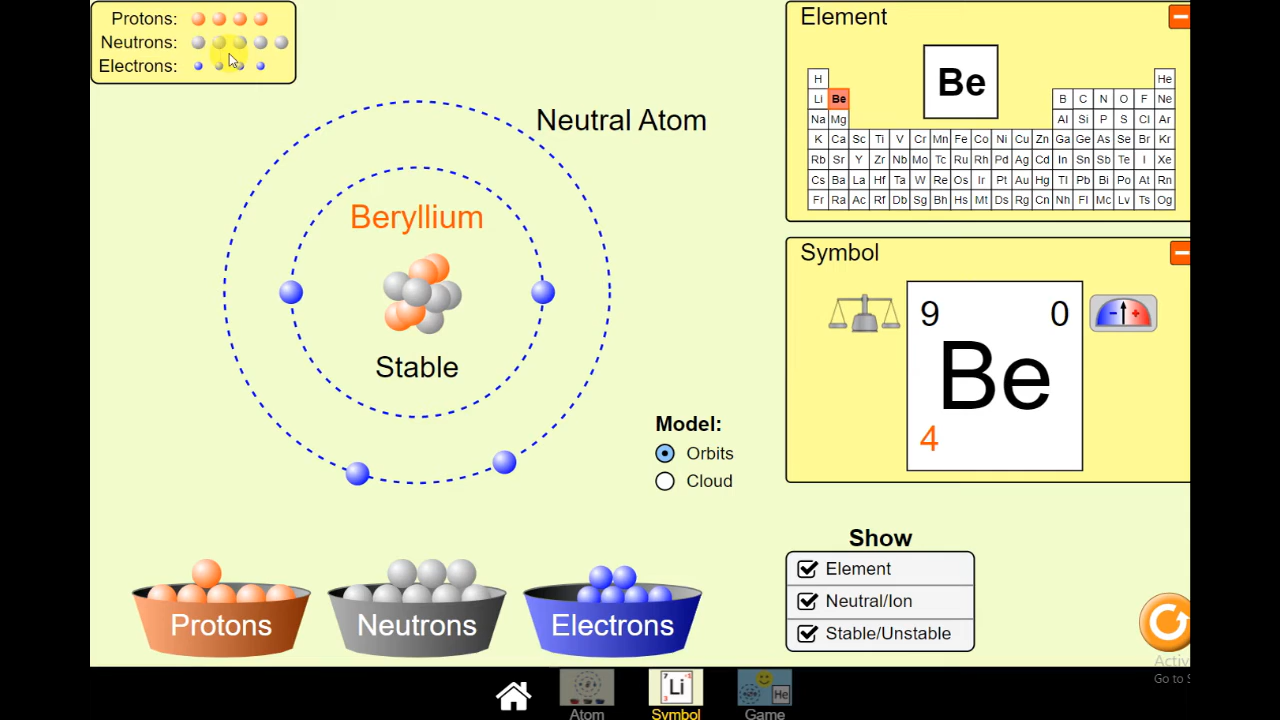 Protons:
Neutrons:
Electrons:
Neutral Atom
Beryllium
Stable
Model:
Orbits
Cloud
Protons
Neutrons
Electrons
Element
Be
H He
Li Be B C N O F Ne
Na Mg Al Si P S Cl Ar
K Ca Sc Ti V Cr Mn Fe Co Ni Cu Zn Ga Ge As Se Br Kr
Rb Sr Y Zr Nb Mo Tc Ru Rh Pd Ag Cd In Sn Sb Te I Xe
Cs Ba La Hf Ta W Re Os Ir Pt Au Hg Tl Pb Bi Po At Rn
Fr Ra Ac Rf Db Sg Bh Hs Mt Ds Rg Cn Nh Fl Mc Lv Ts Og
Symbol
9 0
Be
4
- +
Show
Element
Neutral/Ion
Stable/Unstable
Activ
Go to S
Li
He
Atom
Symbol
Game